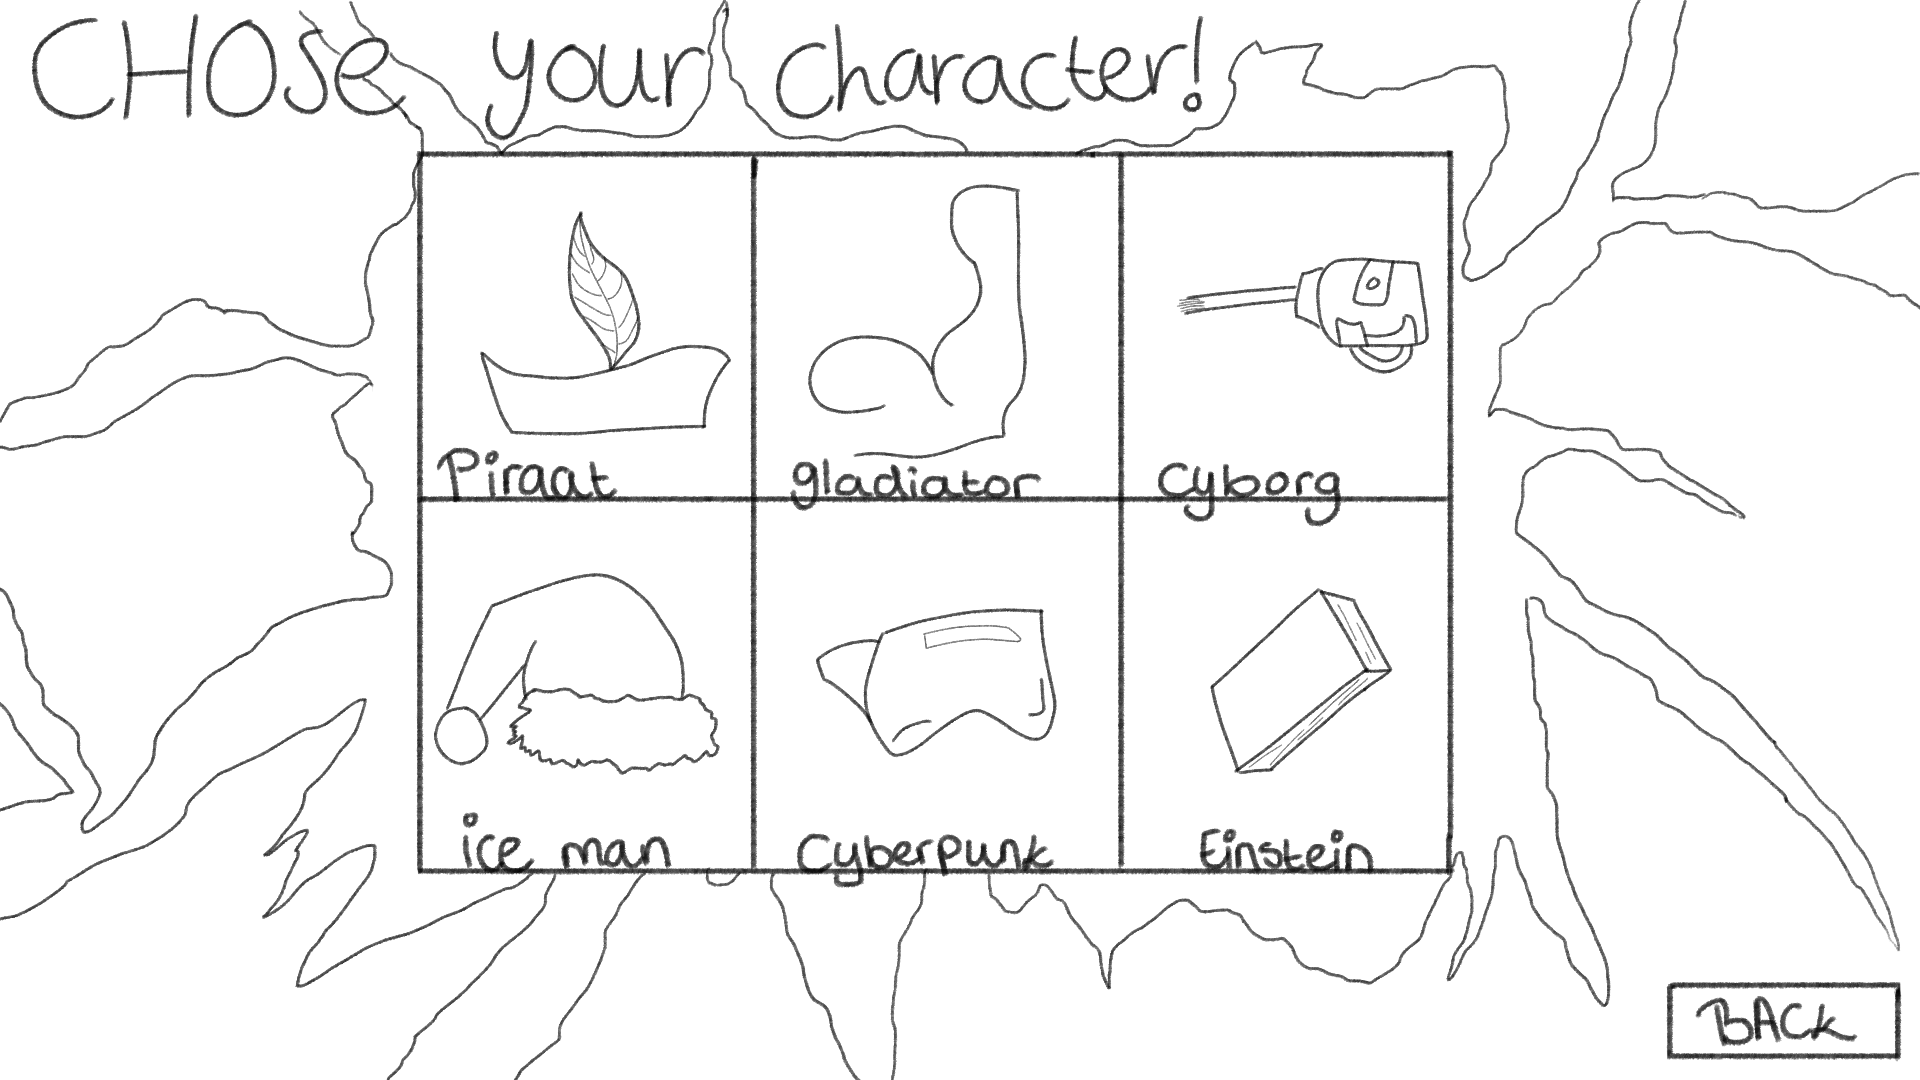 CHOSe your Character!
Piraat
gladiator
Cyborg
ice man
Cyberpunk
Einstein
BACK